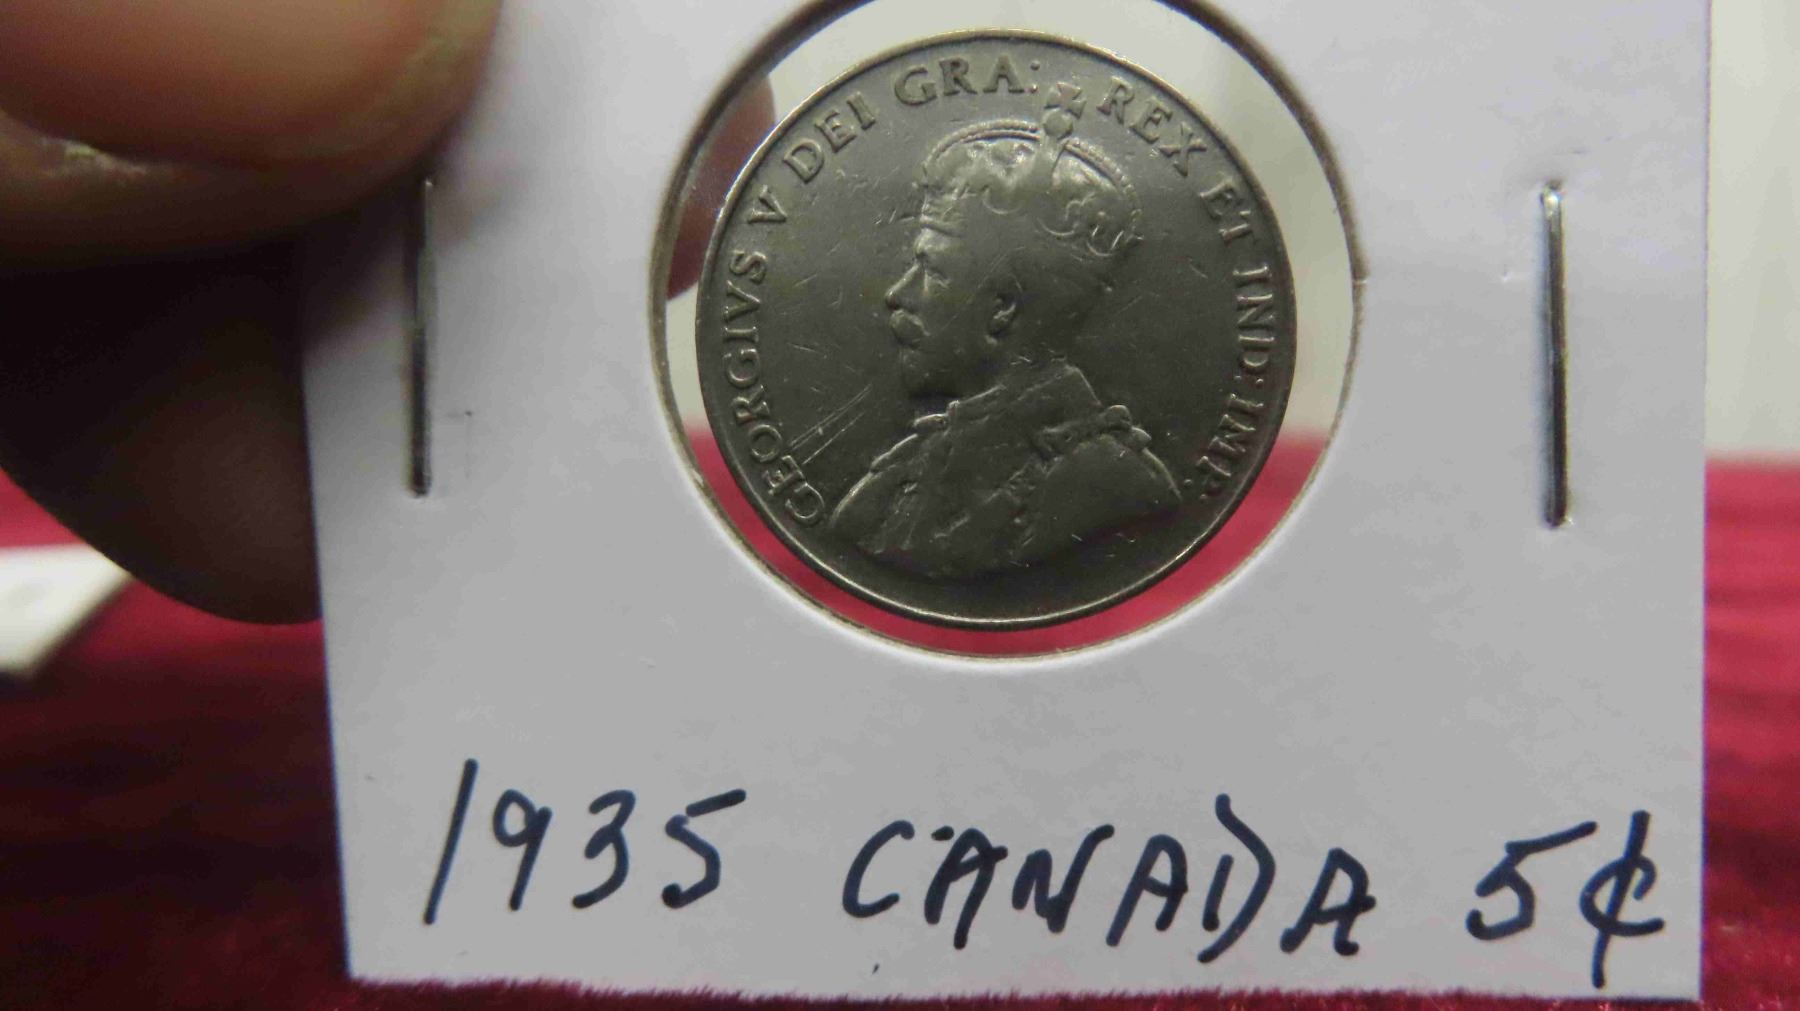 GEORGIVS V DEI GRA: REX ET IND: IMP:
1935 CANADA 5¢